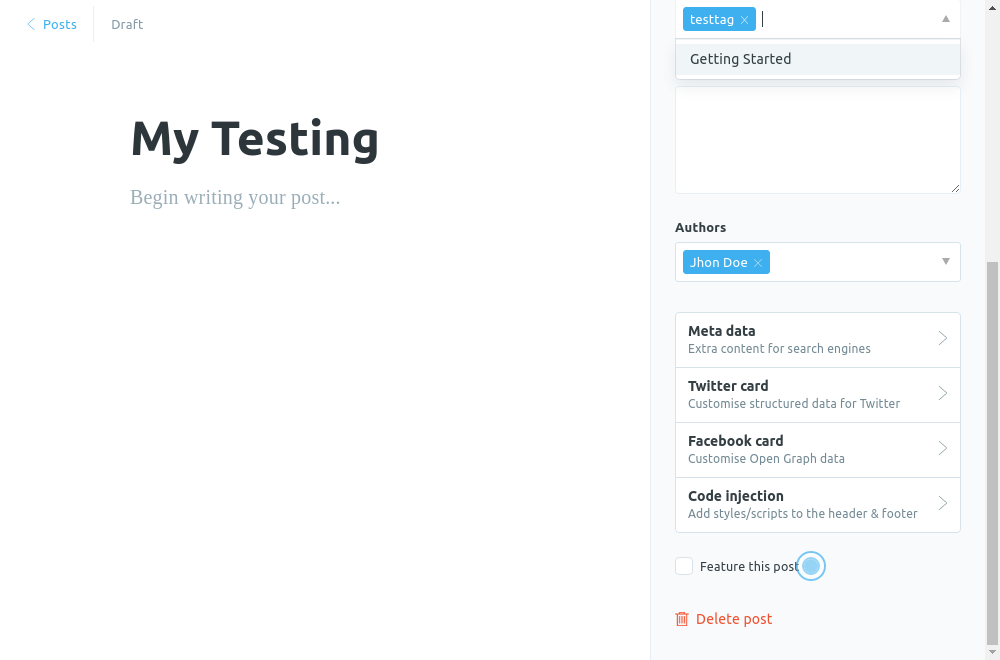 Posts
Draft
My Testing
Begin writing your post...
testtag
Getting Started
Authors
Jhon Doe
Meta data
Extra content for search engines
Twitter card
Customise structured data for Twitter
Facebook card
Customise Open Graph data
Code injection
Add styles/scripts to the header & footer
Feature this post
Delete post